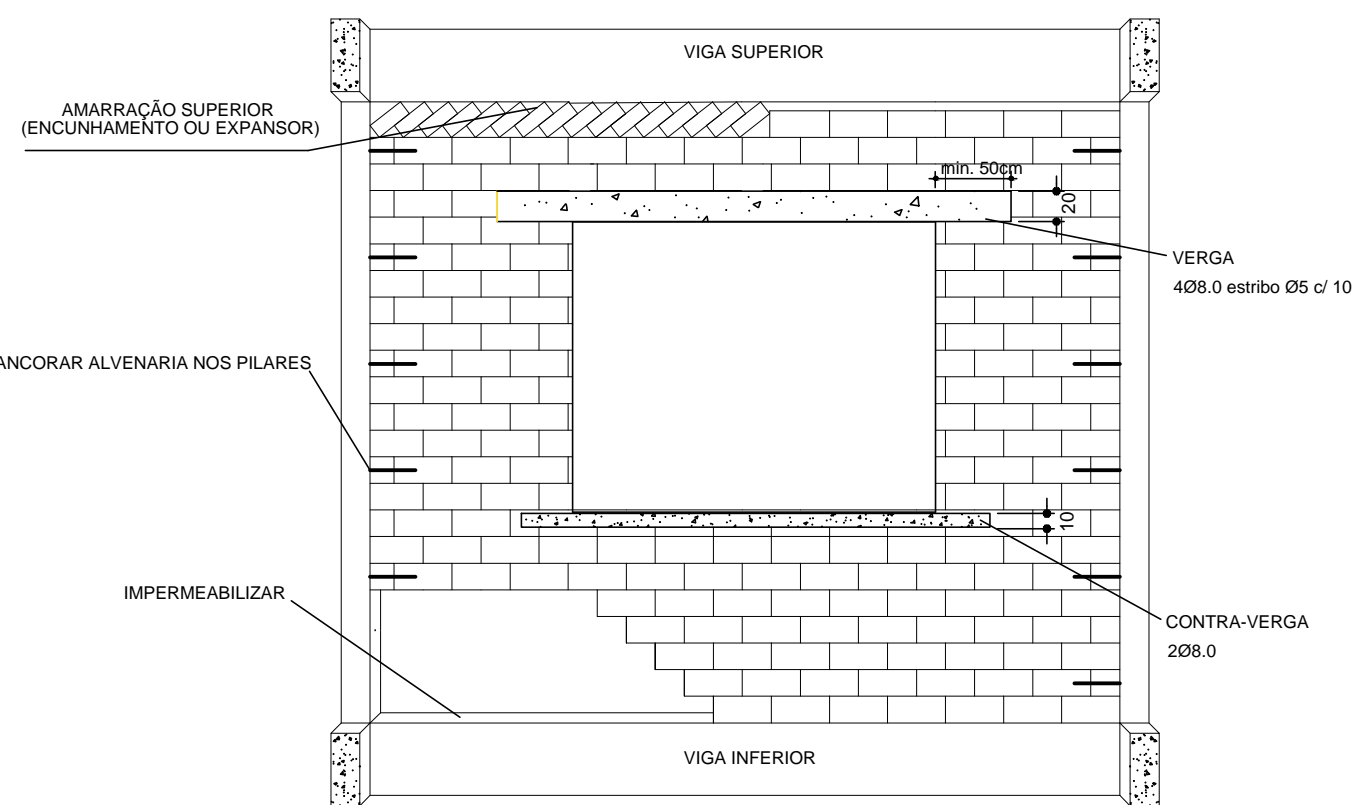 VIGA SUPERIOR
AMARRAÇÃO SUPERIOR
(ENCUNHAMENTO OU EXPANSOR)
min. 50cm
20
VERGA
4Ø8.0 estribo Ø5 c/ 10
ANCORAR ALVENARIA NOS PILARES
10
IMPERMEABILIZAR
CONTRA-VERGA
2Ø8.0
VIGA INFERIOR